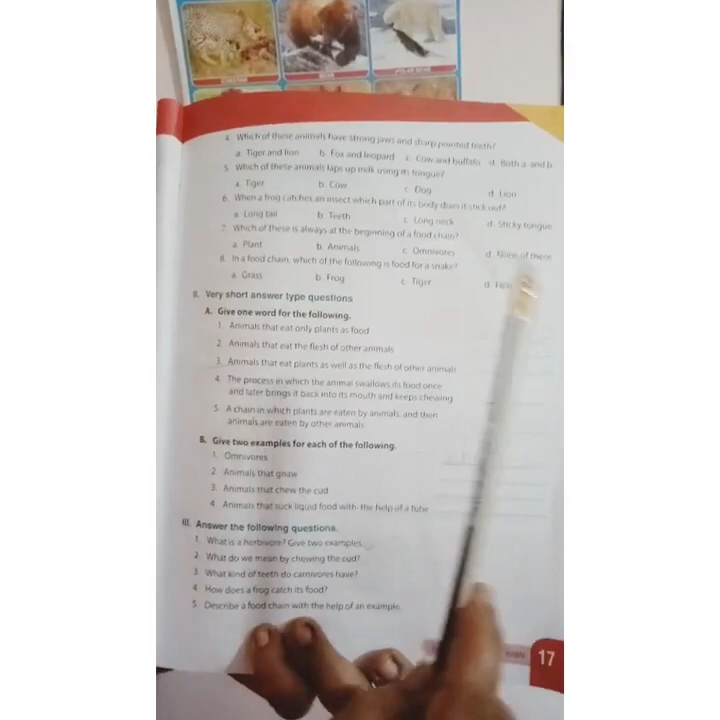 CHEETAH
BEAR
POLAR BEAR
4. Which of these animals have strong jaws and sharp pointed teeth?
a. Tiger and lion b. Fox and leopard c. Cow and buffalo d. Both a. and b.
5. Which of these animals laps up milk using its tongue?
a. Tiger b. Cow c. Dog d. Lion
6. When a frog catches an insect which part of its body does it stick out?
a. Long tail b. Teeth c. Long neck d. Sticky tongue
7. Which of these is always at the beginning of a food chain?
a. Plant b. Animals c. Omnivores d. None of these
8. In a food chain, which of the following is food for a snake?
a. Grass b. Frog c. Tiger d.
II. Very short answer type questions
A. Give one word for the following.
1. Animals that eat only plants as food
2. Animals that eat the flesh of other animals
3. Animals that eat plants as well as the flesh of other animals
4. The process in which the animal swallows its food once
and later brings it back into its mouth and keeps chewing
5. A chain in which plants are eaten by animals, and then
animals are eaten by other animals
B. Give two examples for each of the following.
1. Omnivores
2. Animals that gnaw
3. Animals that chew the cud
4. Animals that suck liquid food with the help of a tube
III. Answer the following questions.
1. What is a herbivore? Give two examples.
2. What do we mean by chewing the cud?
3. What kind of teeth do carnivores have?
4. How does a frog catch its food?
5. Describe a food chain with the help of an example.
17